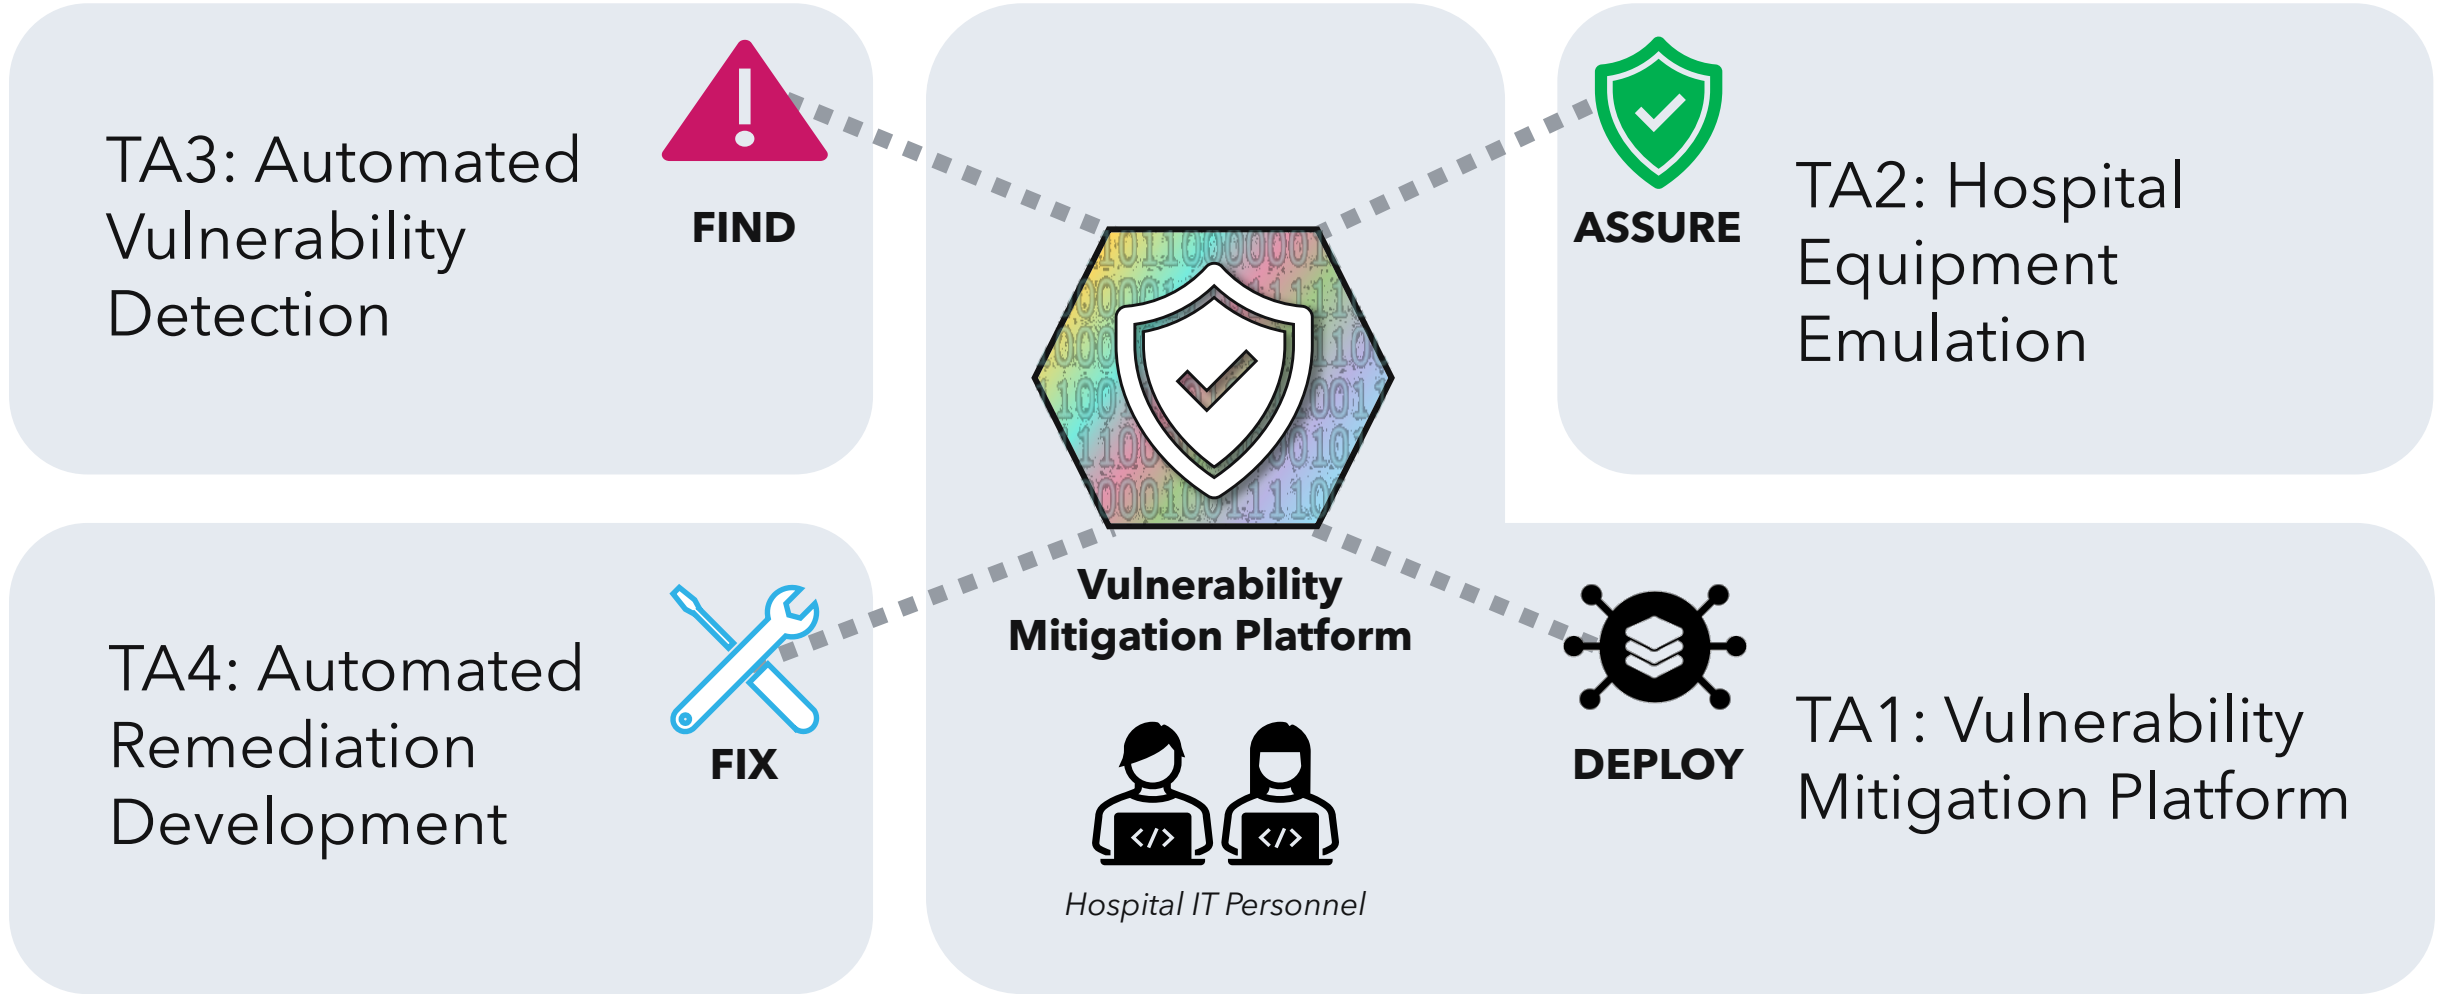 TA3: Automated
Vulnerability
Detection
FIND
ASSURE
TA2: Hospital
Equipment
Emulation
Vulnerability
Mitigation Platform
TA4: Automated
Remediation
Development
FIX
</>
</>
Hospital IT Personnel
DEPLOY
TA1: Vulnerability
Mitigation Platform